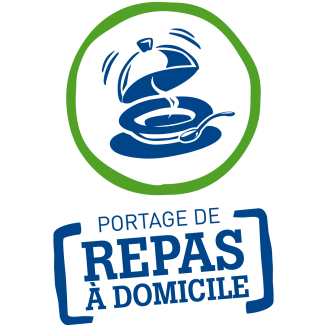 PORTAGE DE
REPAS
À DOMICILE